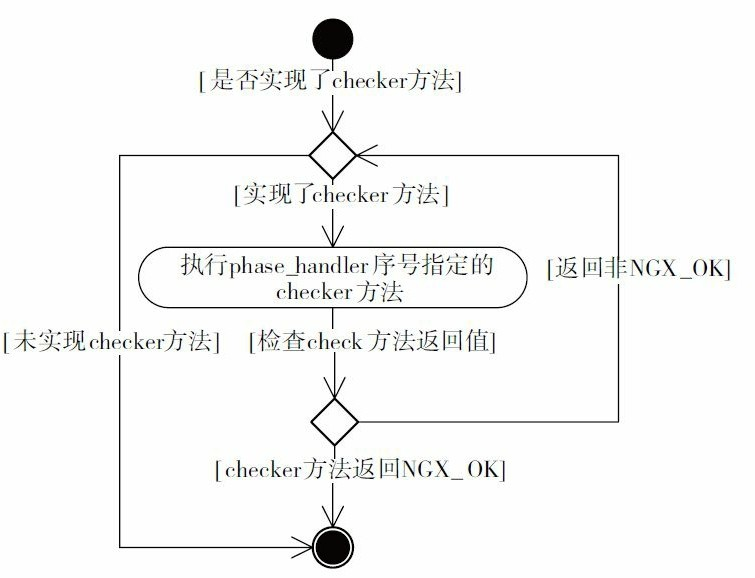 [是否实现了checker方法]
[实现了checker方法]
执行phase_handler序号指定的
checker方法
[返回非NGX_OK]
[未实现checker方法]
[检查check方法返回值]
[checker方法返回NGX_OK]